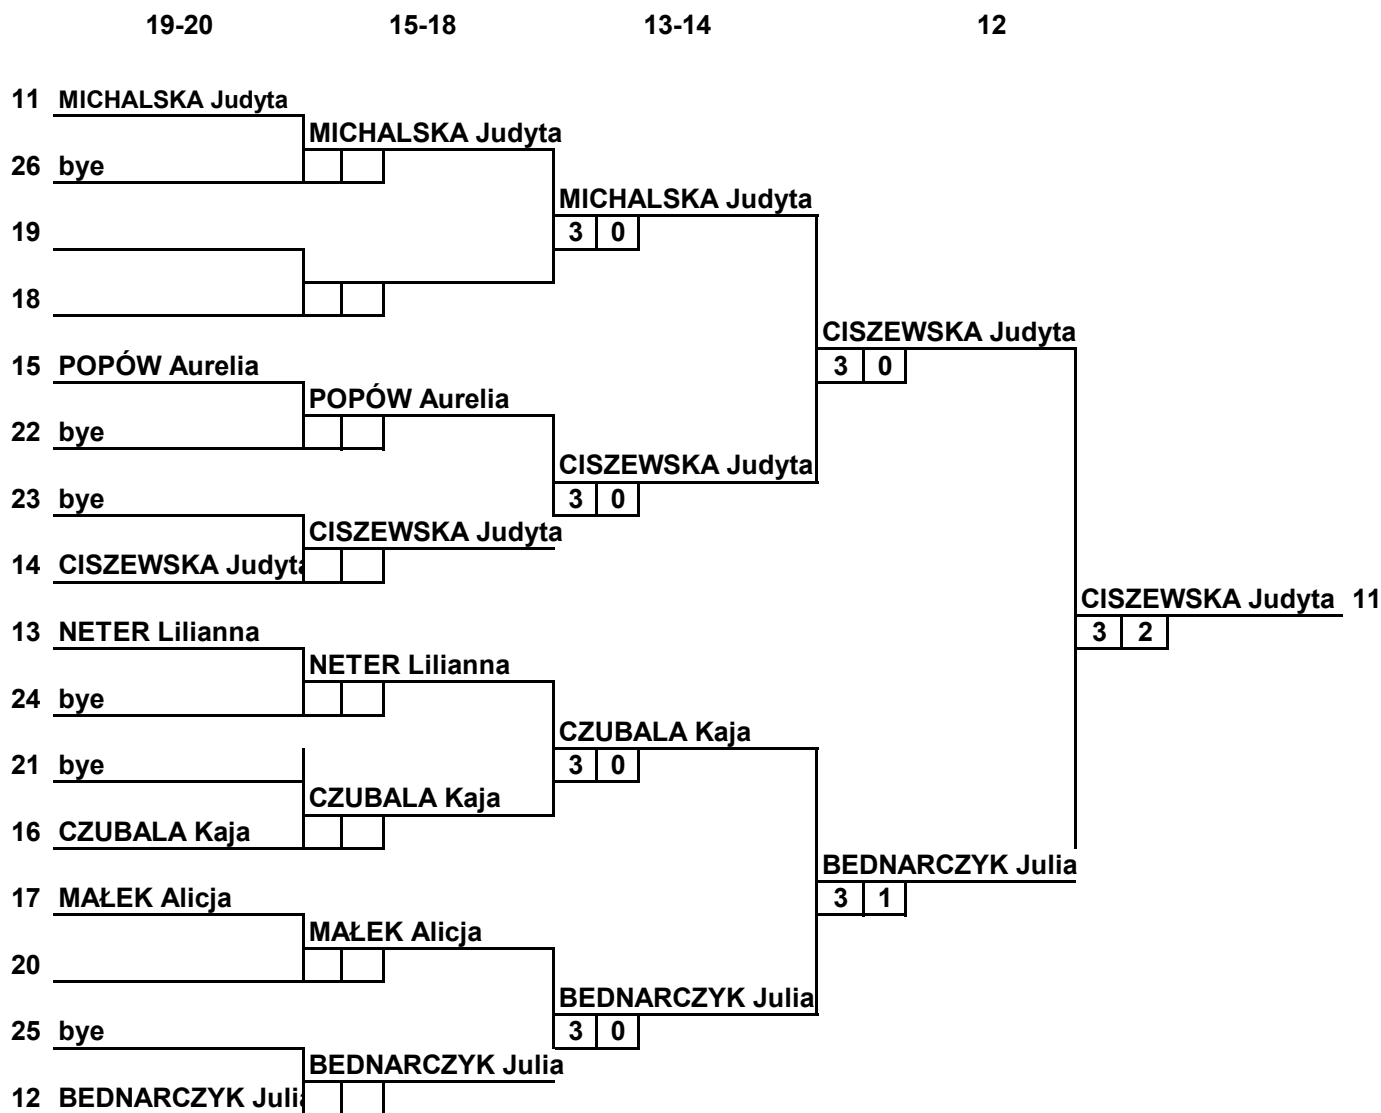 19-20 15-18 13-14 12
11 MICHALSKA Judyta
MICHALSKA Judyta
26 bye
MICHALSKA Judyta
19 3 0
18
CISZEWSKA Judyta
15 POPÓW Aurelia 3 0
POPÓW Aurelia
22 bye
CISZEWSKA Judyta
23 bye 3 0
CISZEWSKA Judyta
14 CISZEWSKA Judyta
CISZEWSKA Judyta 11
13 NETER Lilianna 3 2
NETER Lilianna
24 bye
CZUBALA Kaja
21 bye 3 0
CZUBALA Kaja
16 CZUBALA Kaja
BEDNARCZYK Julia
17 MAŁEK Alicja 3 1
MAŁEK Alicja
20
BEDNARCZYK Julia
25 bye 3 0
BEDNARCZYK Julia
12 BEDNARCZYK Julia